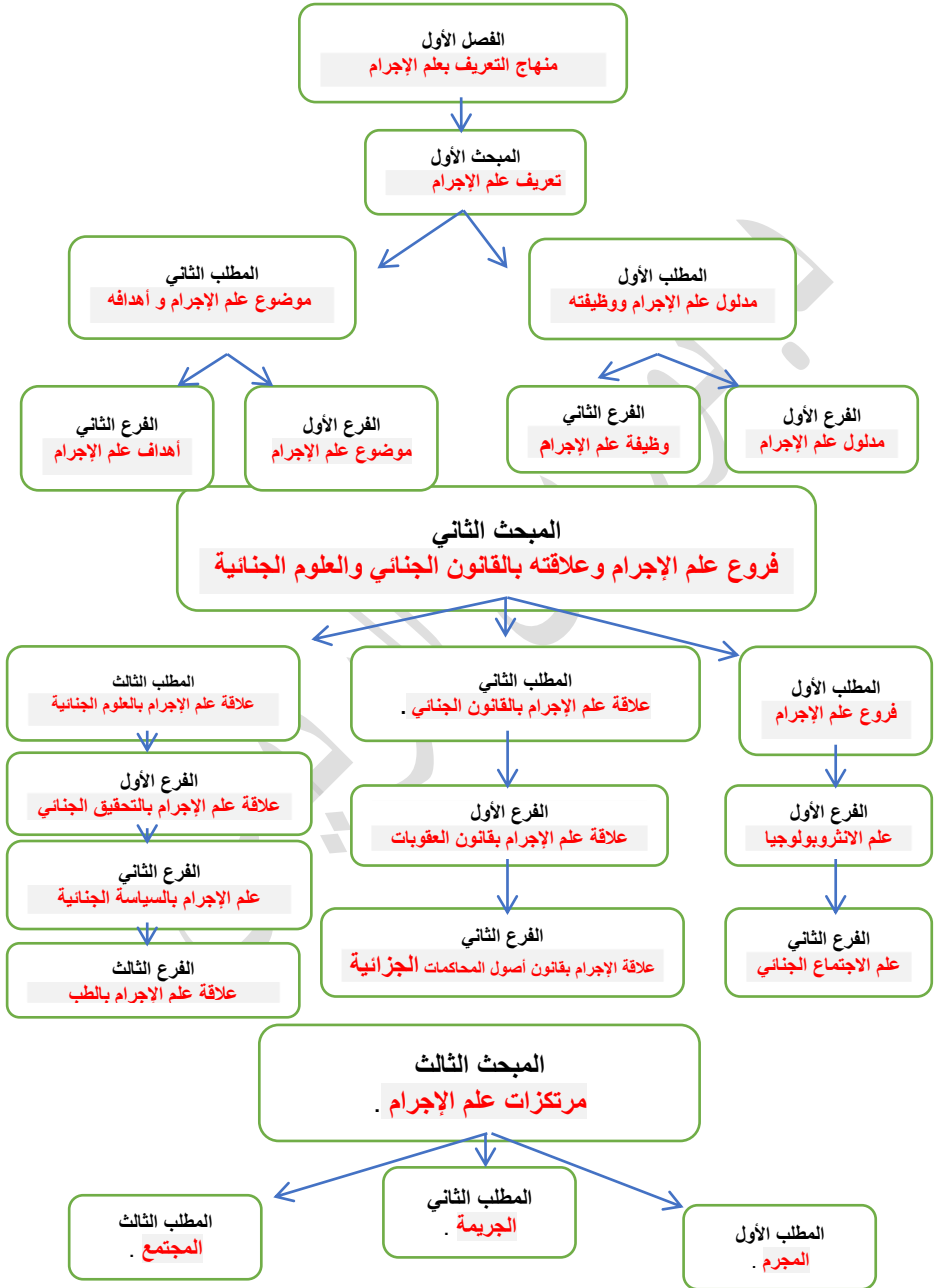 الفصل الأول
منهاج التعريف بعلم الإجرام
المبحث الأول
تعريف علم الإجرام
المطلب الأول
مدلول علم الإجرام ووظيفته
المطلب الثاني
موضوع علم الإجرام و أهدافه
الفرع الأول
مدلول علم الإجرام
الفرع الثاني
وظيفة علم الإجرام
الفرع الأول
موضوع علم الإجرام
الفرع الثاني
أهداف علم الإجرام
المبحث الثاني
فروع علم الإجرام وعلاقته بالقانون الجنائي والعلوم الجنائية
المطلب الأول
فروع علم الإجرام
المطلب الثاني
علاقة علم الإجرام بالقانون الجنائي .
المطلب الثالث
علاقة علم الإجرام بالعلوم الجنائية
الفرع الأول
علم الانثروبولوجيا
الفرع الأول
علاقة علم الإجرام بقانون العقوبات
الفرع الأول
علاقة علم الإجرام بالتحقيق الجنائي
الفرع الثاني
علم الإجرام بالسياسة الجنائية
الفرع الثاني
علم الاجتماع الجنائي
الفرع الثاني
علاقة الإجرام بقانون أصول المحاكمات الجزائية
الفرع الثالث
علاقة علم الإجرام بالطب
المبحث الثالث
مرتكزات علم الإجرام .
المطلب الأول
المجرم .
المطلب الثاني
الجريمة .
المطلب الثالث
المجتمع .